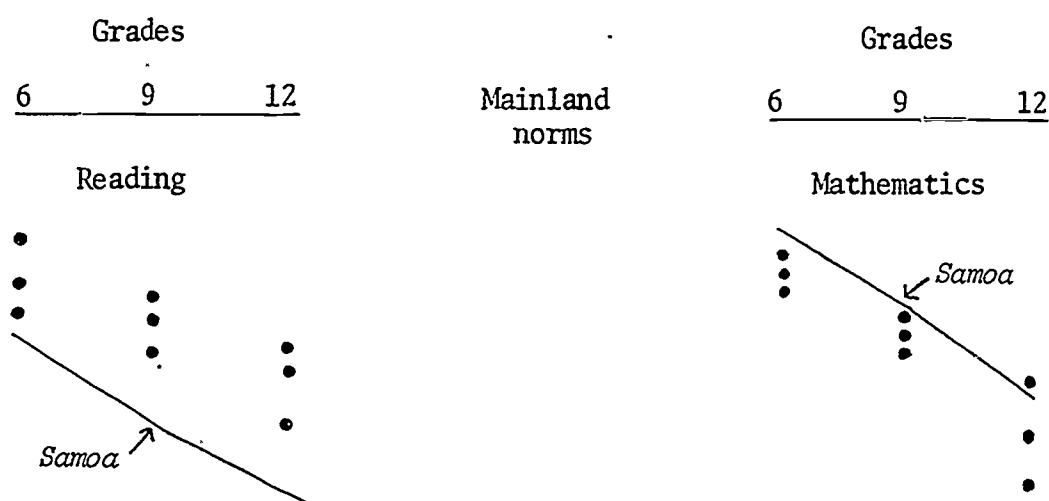 Grades
6 9 12
Reading
Samoa
Mainland
norms
Grades
6 9 12
Mathematics
Samoa